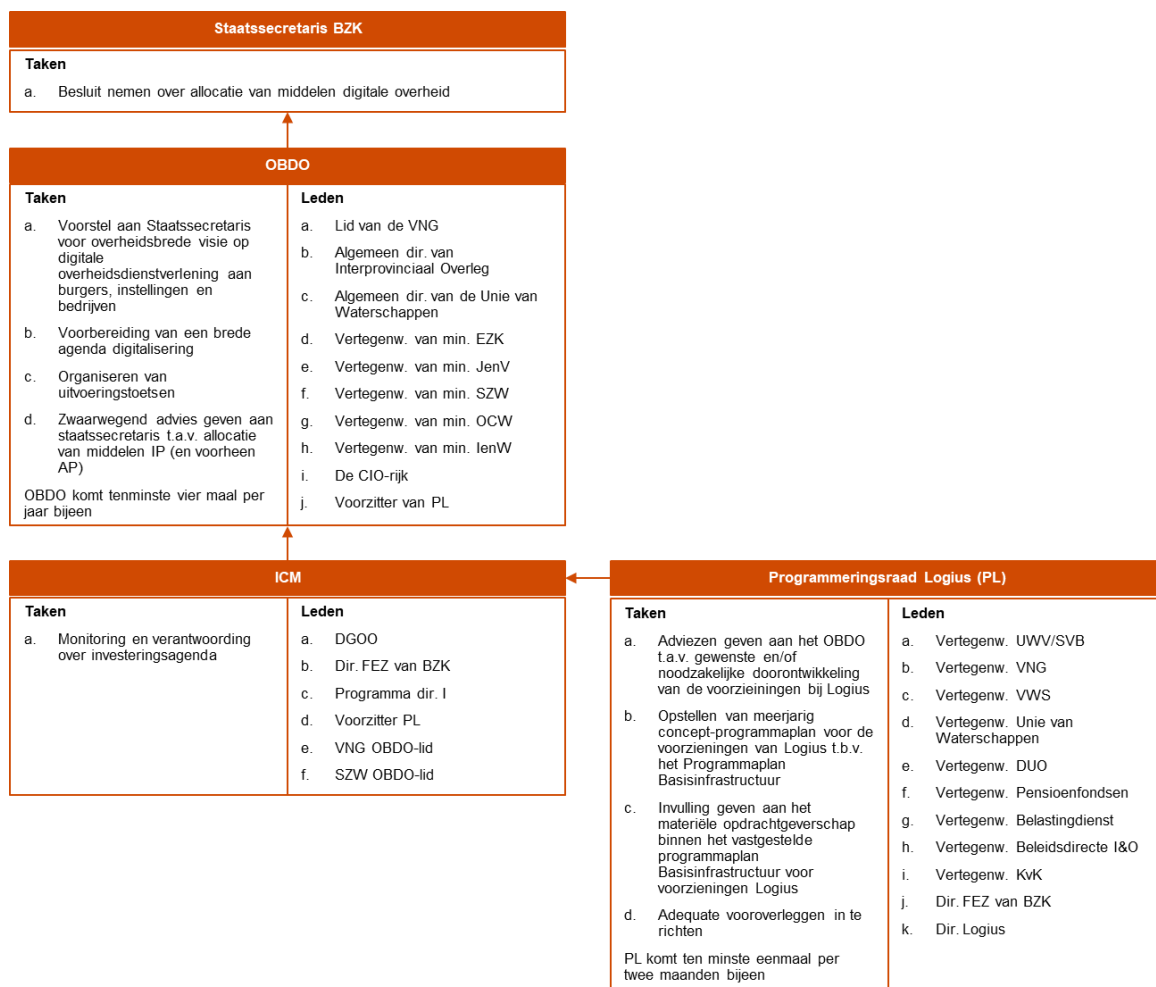 Staatssecretaris BZK
Taken
a. Besluit nemen over allocatie van middelen digitale overheid
OBDO
Taken
a. Voorstel aan Staatssecretaris
voor overheidsbrede visie op
digitale
overheidsdienstverlening aan
burgers, instellingen en
bedrijven
b. Voorbereiding van een brede
agenda digitalisering
c. Organiseren van
uitvoeringstoetsen
d. Zwaarwegend advies geven aan
staatssecretaris t.a.v. allocatie
van middelen IP (en voorheen
AP)
OBDO komt tenminste vier maal per
jaar bijeen
Leden
a. Lid van de VNG
b. Algemeen dir. van
Interprovinciaal Overleg
c. Algemeen dir. van de Unie van
Waterschappen
d. Vertegenw. van min. EZK
e. Vertegenw. van min. JenV
f. Vertegenw. van min. SZW
g. Vertegenw. van min. OCW
h. Vertegenw. van min. IenW
i. De CIO-rijk
j. Voorzitter van PL
ICM
Taken
a. Monitoring en verantwoording
over investeringsagenda
Leden
a. DGOO
b. Dir. FEZ van BZK
c. Programma dir. I
d. Voorzitter PL
e. VNG OBDO-lid
f. SZW OBDO-lid
Programmeringsraad Logius (PL)
Taken
a. Adviezen geven aan het OBDO
t.a.v. gewenste en/of
noodzakelijke doorontwikkeling
van de voorzieiningen bij Logius
b. Opstellen van meerjarig
concept-programmaplan voor de
voorzieningen van Logius t.b.v.
het Programmaplan
Basisinfrastructuur
c. Invulling geven aan het
materiële opdrachtgeverschap
binnen het vastgestelde
programmaplan
Basisinfrastructuur voor
voorzieningen Logius
d. Adequate vooroverleggen in te
richten
PL komt ten minste eenmaal per
twee maanden bijeen
Leden
a. Vertegenw. UWV/SVB
b. Vertegenw. VNG
c. Vertegenw. VWS
d. Vertegenw. Unie van
Waterschappen
e. Vertegenw. DUO
f. Vertegenw. Pensioenfondsen
g. Vertegenw. Belastingdienst
h. Vertegenw. Beleidsdirecte I&O
i. Vertegenw. KvK
j. Dir. FEZ van BZK
k. Dir. Logius